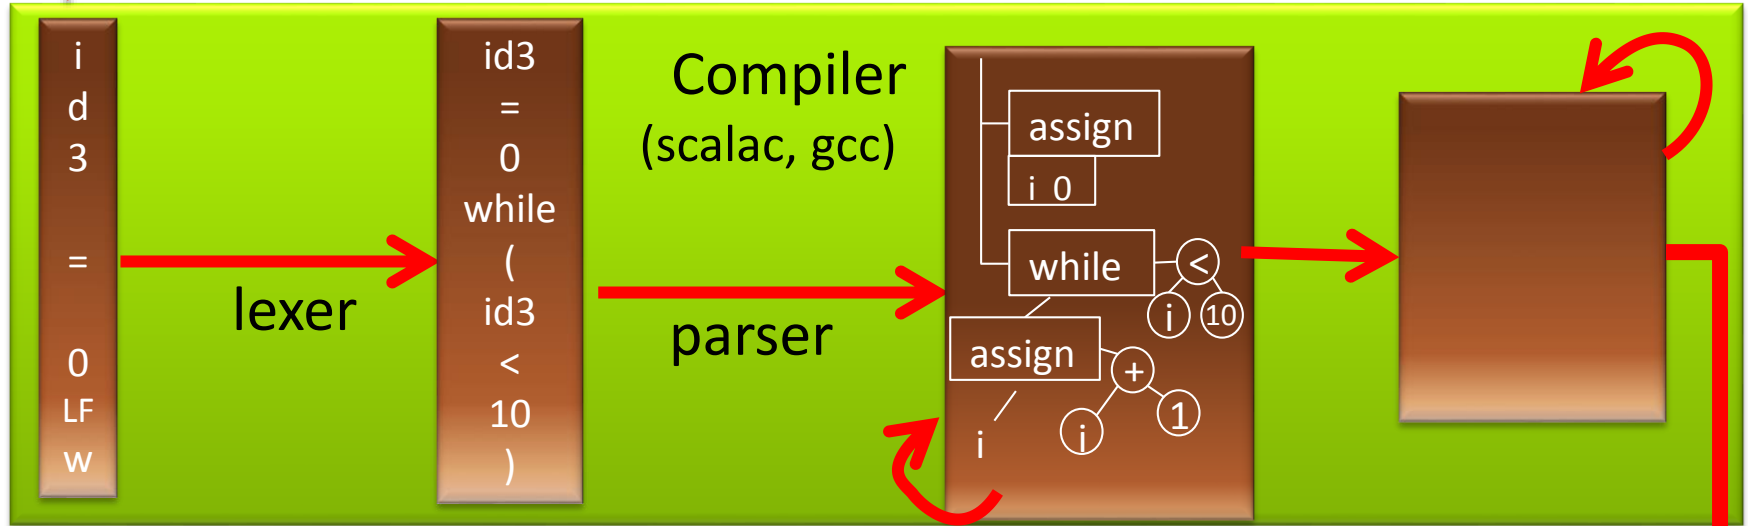 i
d
3
=
0
LF
w
lexer
id3
=
0
while
(
id3
<
10
)
Compiler
(scalac, gcc)
parser
assign
i 0
while
<
i
10
assign
+
i
i
1